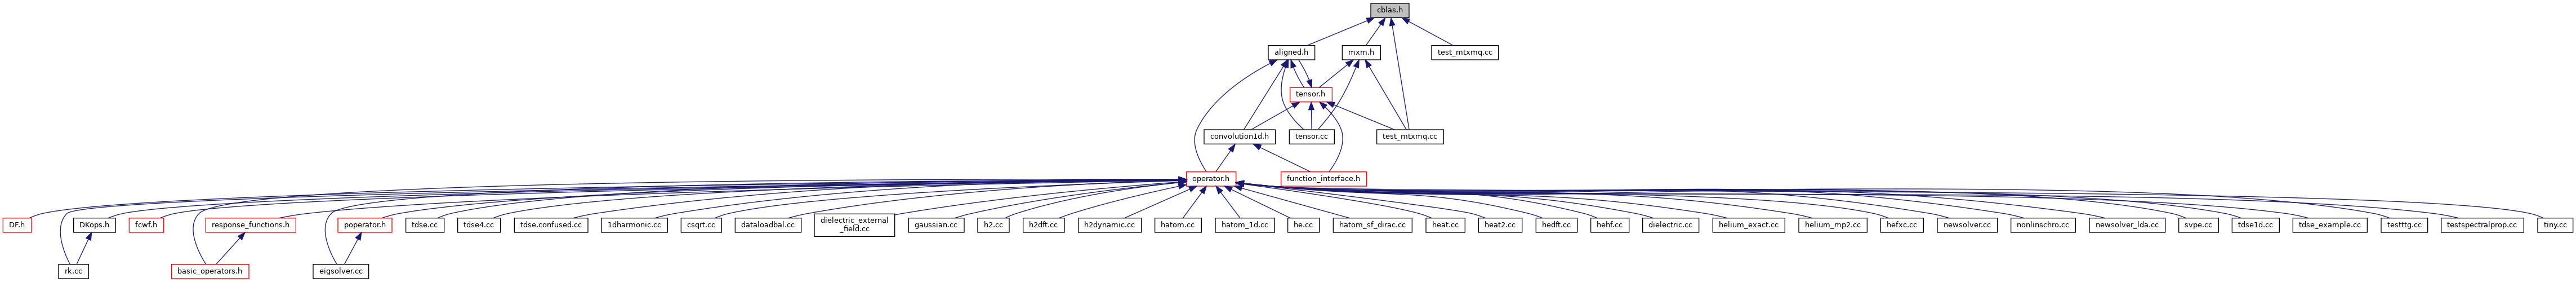 cblas.h
aligned.h
mxm.h
test_mtxmq.cc
tensor.h
convolution1d.h
tensor.cc
test_mtxmq.cc
operator.h
function_interface.h
DF.h
DKops.h
fcwf.h
response_functions.h
poperator.h
tdse.cc
tdse4.cc
tdse.confused.cc
1dharmonic.cc
csqrt.cc
dataloadbal.cc
dielectric_external
_field.cc
gaussian.cc
h2.cc
h2dft.cc
h2dynamic.cc
hatom.cc
hatom_1d.cc
he.cc
hatom_sf_dirac.cc
heat.cc
heat2.cc
hedft.cc
hehf.cc
dielectric.cc
helium_exact.cc
helium_mp2.cc
hefxc.cc
newsolver.cc
nonlinschro.cc
newsolver_lda.cc
svpe.cc
tdse1d.cc
tdse_example.cc
testttg.cc
testspectralprop.cc
tiny.cc
rk.cc
basic_operators.h
eigsolver.cc